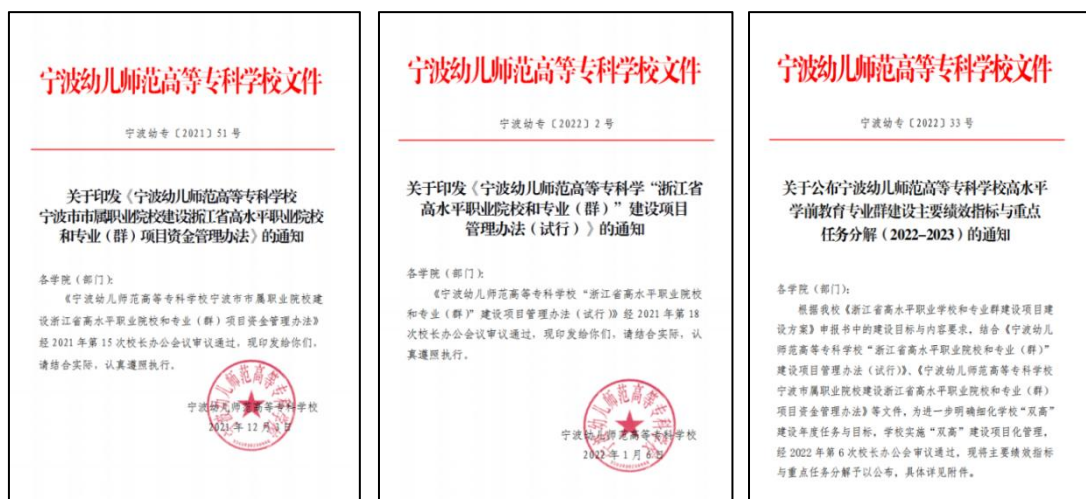 宁波幼儿师范高等专科学校文件
宁波幼专〔2021〕51 号
关于印发《宁波幼儿师范高等专科学校
宁波市市属职业院校建设浙江省高水平职业院校
和专业（群）项目资金管理办法》的通知
各学院（部门）：
《宁波幼儿师范高等专科学校宁波市市属职业院校建
设浙江省高水平职业院校和专业（群）项目资金管理办法》
经 2021 年第 15 次校长办公会议审议通过，现印发给你们，
请结合实际，认真遵照执行。
宁波幼儿师范高等专科学校
2021 年 12 月 3 日
宁波幼儿师范高等专科学校文件
宁波幼专〔2022〕2 号
关于印发《宁波幼儿师范高等专科学“浙江省
高水平职业院校和专业（群）”建设项目
管理办法（试行）》的通知
各学院（部门）：
《宁波幼儿师范高等专科学校“浙江省高水平职业院校
和专业（群）”建设项目管理办法（试行）》经 2021 年第 18
次校长办公会议审议通过，现印发给你们，请结合实际，认
真遵照执行。
宁波幼儿师范高等专科学校
2022 年 1 月 6 日
宁波幼儿师范高等专科学校文件
宁波幼专〔2022〕33 号
关于公布宁波幼儿师范高等专科学校高水平
学前教育专业群建设主要绩效指标与重点
任务分解（2022-2023）的通知
各学院（部门）：
根据我校《浙江省高水平职业学校和专业群建设项目建
设方案》申报书中的建设目标与内容要求，结合《宁波幼儿
师范高等专科学校“浙江省高水平职业院校和专业（群）”
建设项目管理办法（试行）》、《宁波幼儿师范高等专科学校
宁波市属职业院校建设浙江省高水平职业院校和专业（群）
项目资金管理办法》等文件，为进一步明确细化学校“双高”
建设年度任务与目标，学校实施“双高”建设项目化管理，
经 2022 年第 6 次校长办公会审议通过，现将主要绩效指标
与重点任务分解予以公布，具体详见附件。